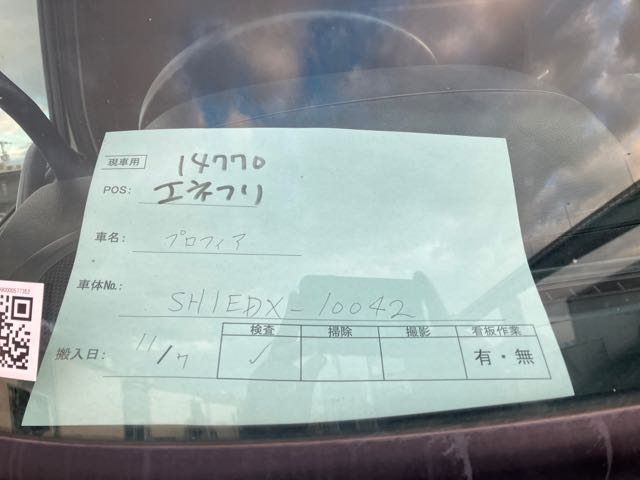 現車用 14770
POS: エネフリ
車名: プロフィア
車体No.: SH1EDX-10042
検査 掃除 撮影 看板作業
搬入日: 11/7 ✓ 有・無